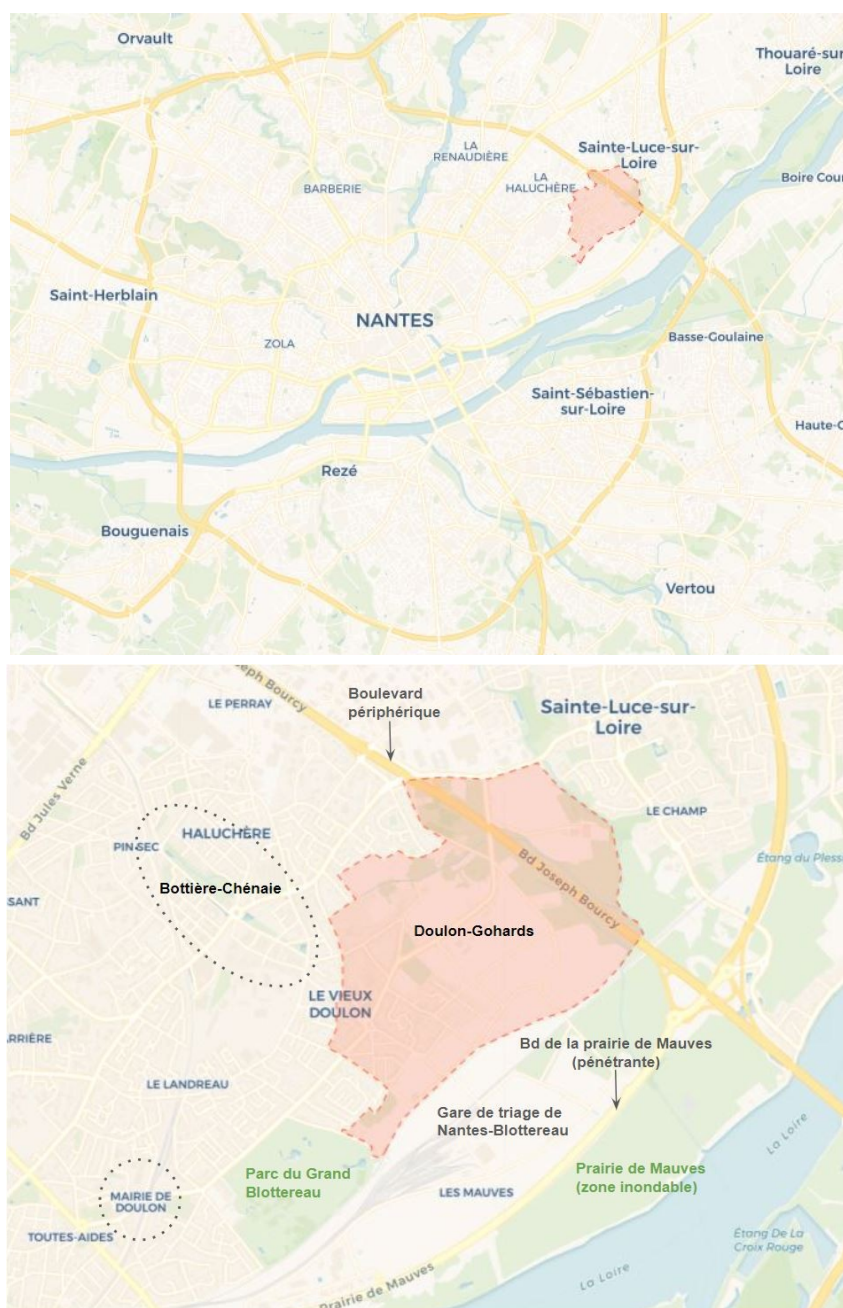 Orvault
Thouaré-sur-
Loire
LA
RENAUDIÈRE
Sainte-Luce-sur-
Loire
LA
HALUCHÈRE
Boire Cour
BARBERIE
Saint-Herblain
NANTES
ZOLA
Basse-Goulaine
Saint-Sébastien-
sur-Loire
Haute-G
Rezé
Bouguenais
Vertou
seph Bourcy
Boulevard
périphérique
LE PERRAY
Sainte-Luce-sur-
Loire
Bd Jules Verne
LE CHAMP
HALUCHÈRE
PIN SEC
Étang du Pless
Bd Joseph Bourcy
Bottière-Chénaie
SANT
Doulon-Gohards
LE VIEUX
DOULON
ARRIÈRE
Bd de la prairie de Mauves
(pénétrante)
LE LANDREAU
Gare de triage de
Nantes-Blottereau
La Loire
Parc du Grand
Blottereau
Prairie de Mauves
(zone inondable)
LES MAUVES
MAIRIE DE
DOULON
TOUTES-AIDES
Étang De La
Croix Rouge
La Loire
Prairie de Mauves